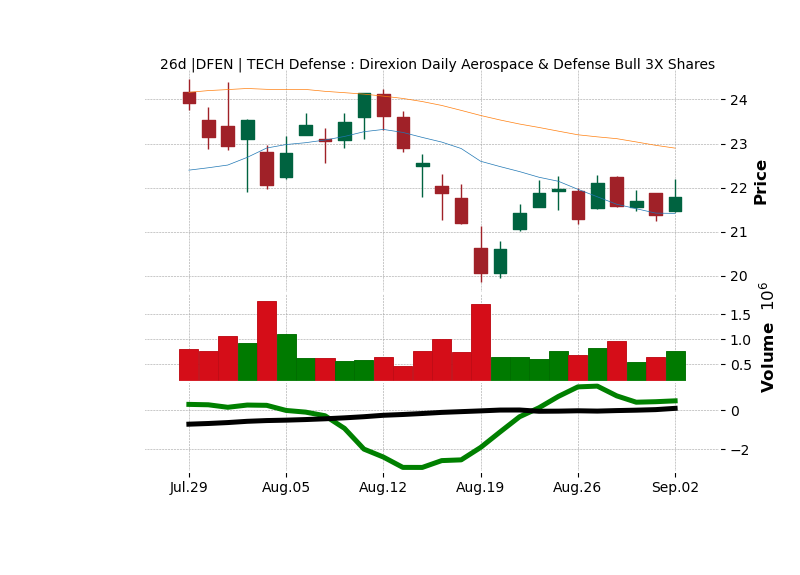 26d |DFEN | TECH Defense : Direxion Daily Aerospace & Defense Bull 3X Shares
24
23
22
21
20
Price
1.5
1.0
0.5
Volume 10^6
0
−2
Jul.29 Aug.05 Aug.12 Aug.19 Aug.26 Sep.02